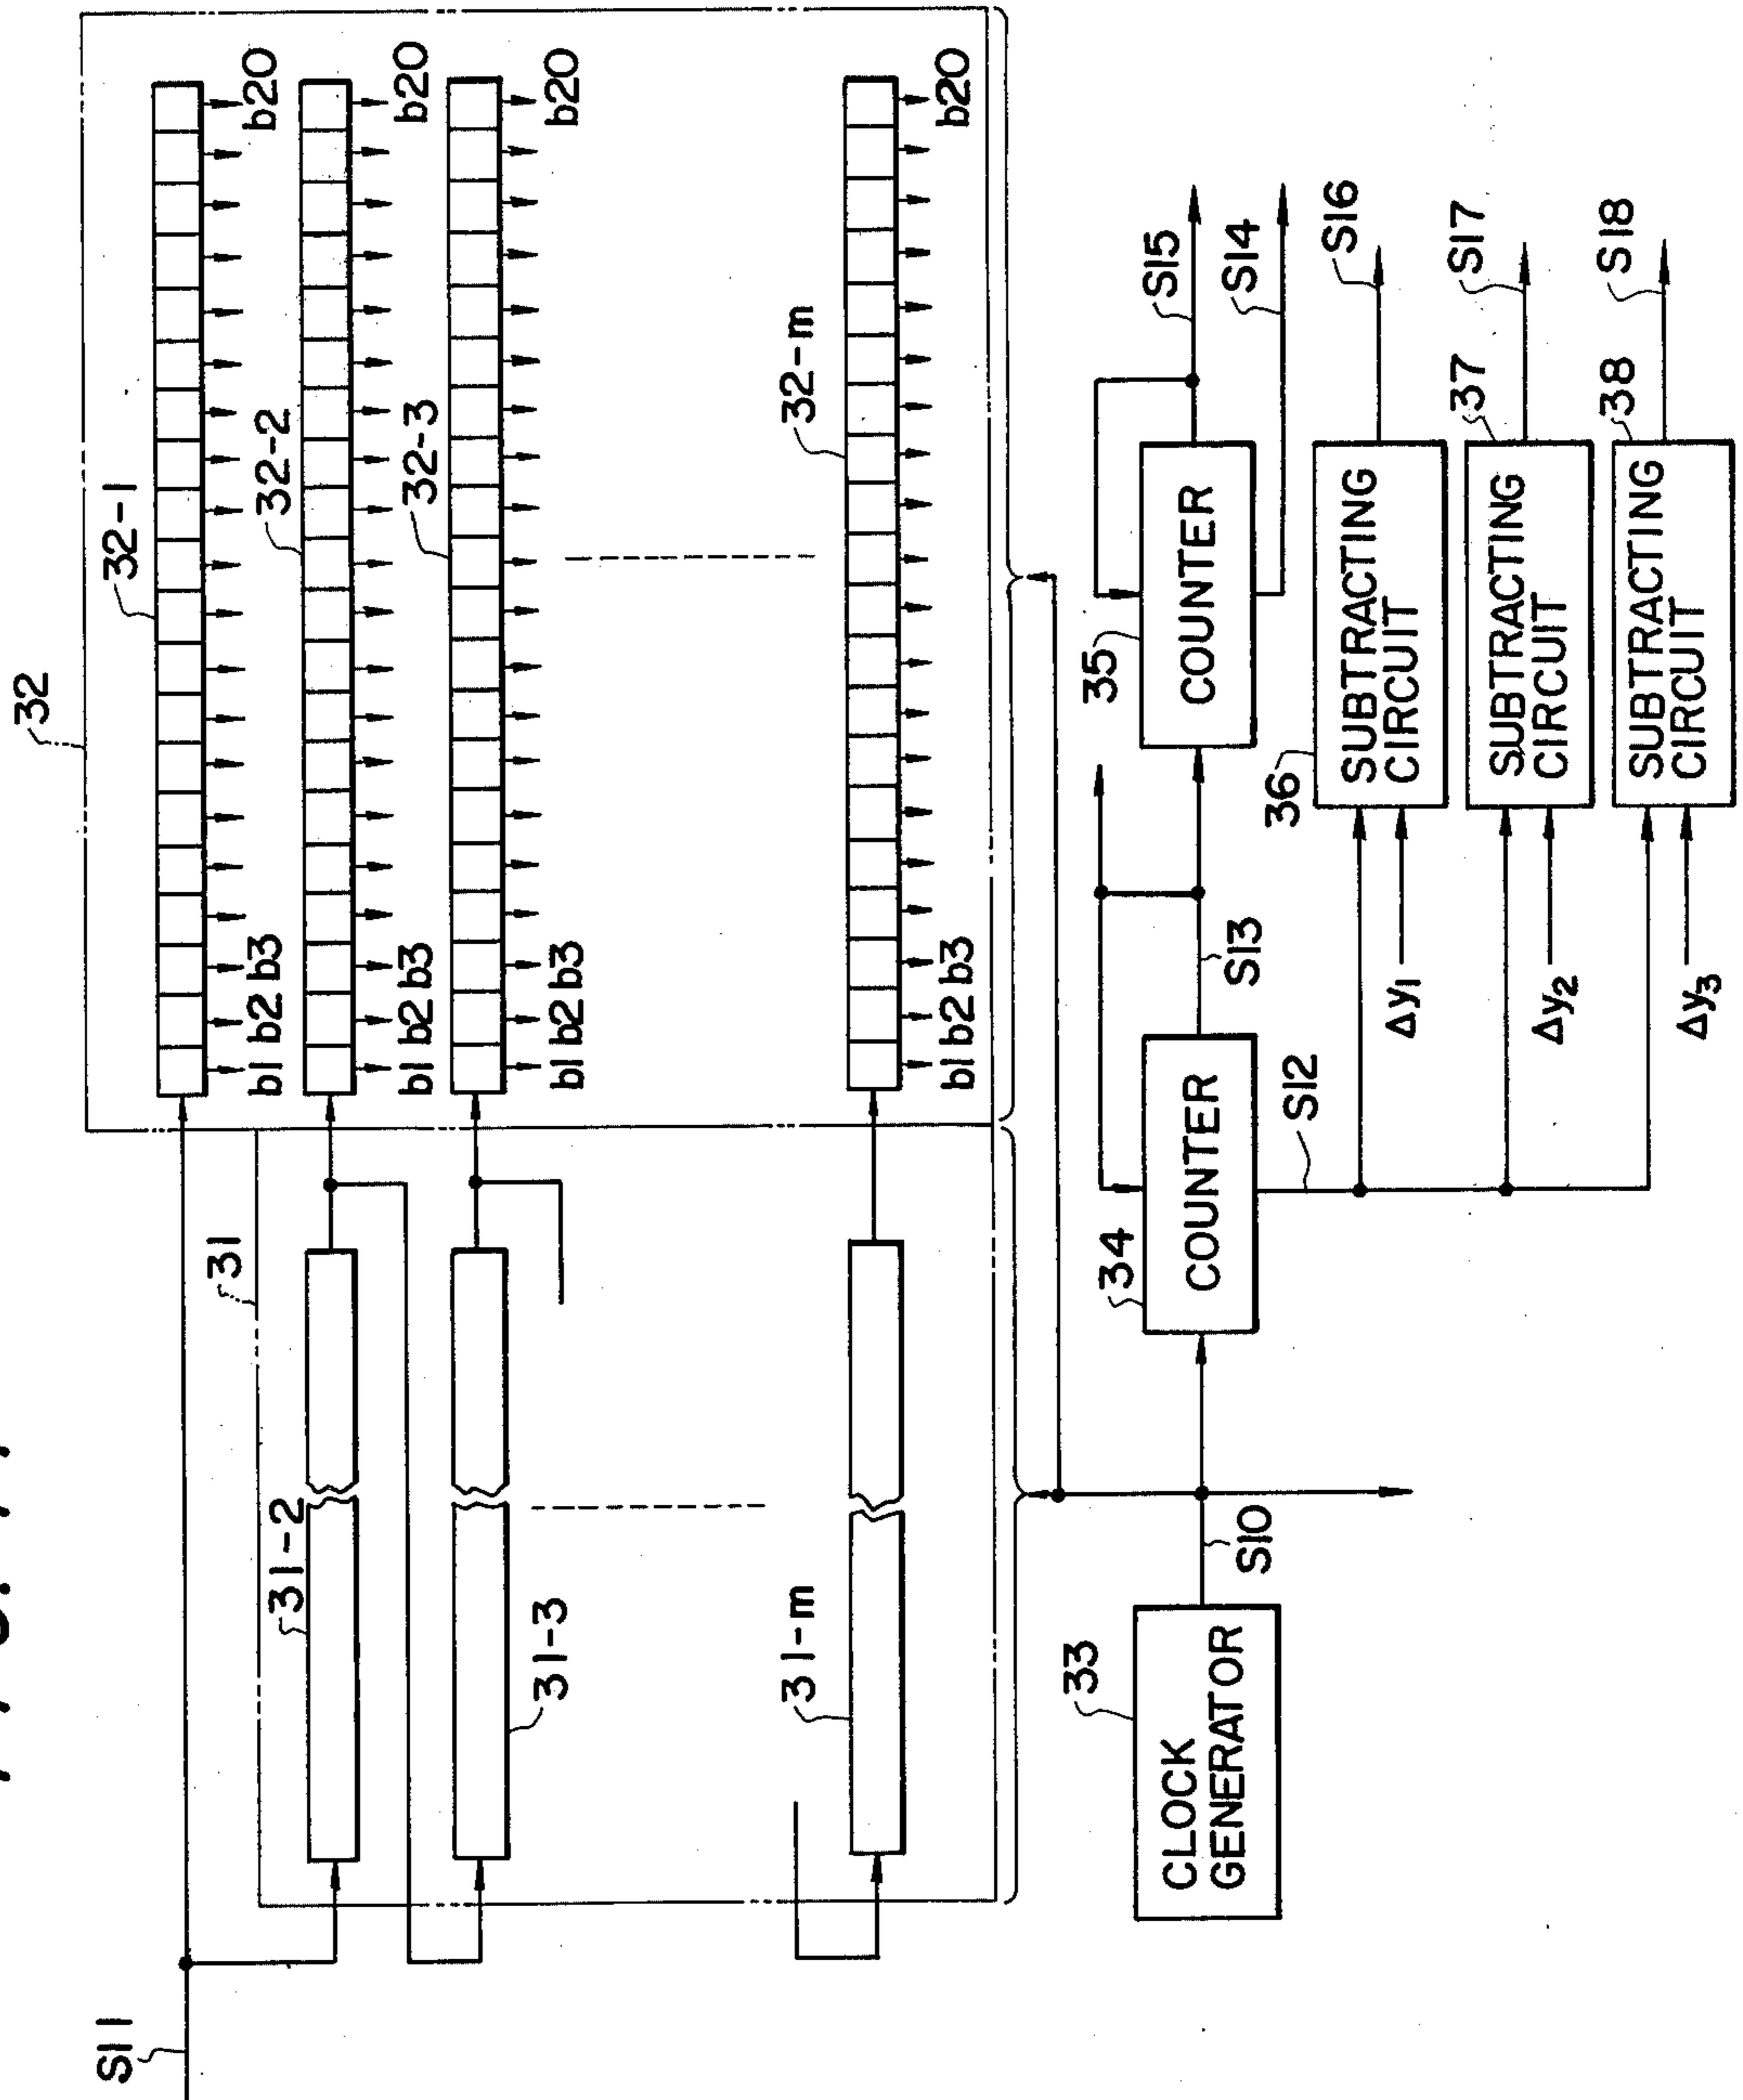 32
32-1
b1 b2 b3
b20
32-2
b1 b2 b3
b20
32-3
b1 b2 b3
b20
32-m
b1 b2 b3
b20
S11
31
31-2
31-3
31-m
33
CLOCK
GENERATOR
S10
34
COUNTER
S13
S12
35
COUNTER
S15
S14
36
SUBTRACTING
CIRCUIT
S16
Δy1
37
SUBTRACTING
CIRCUIT
S17
Δy2
38
SUBTRACTING
CIRCUIT
S18
Δy3